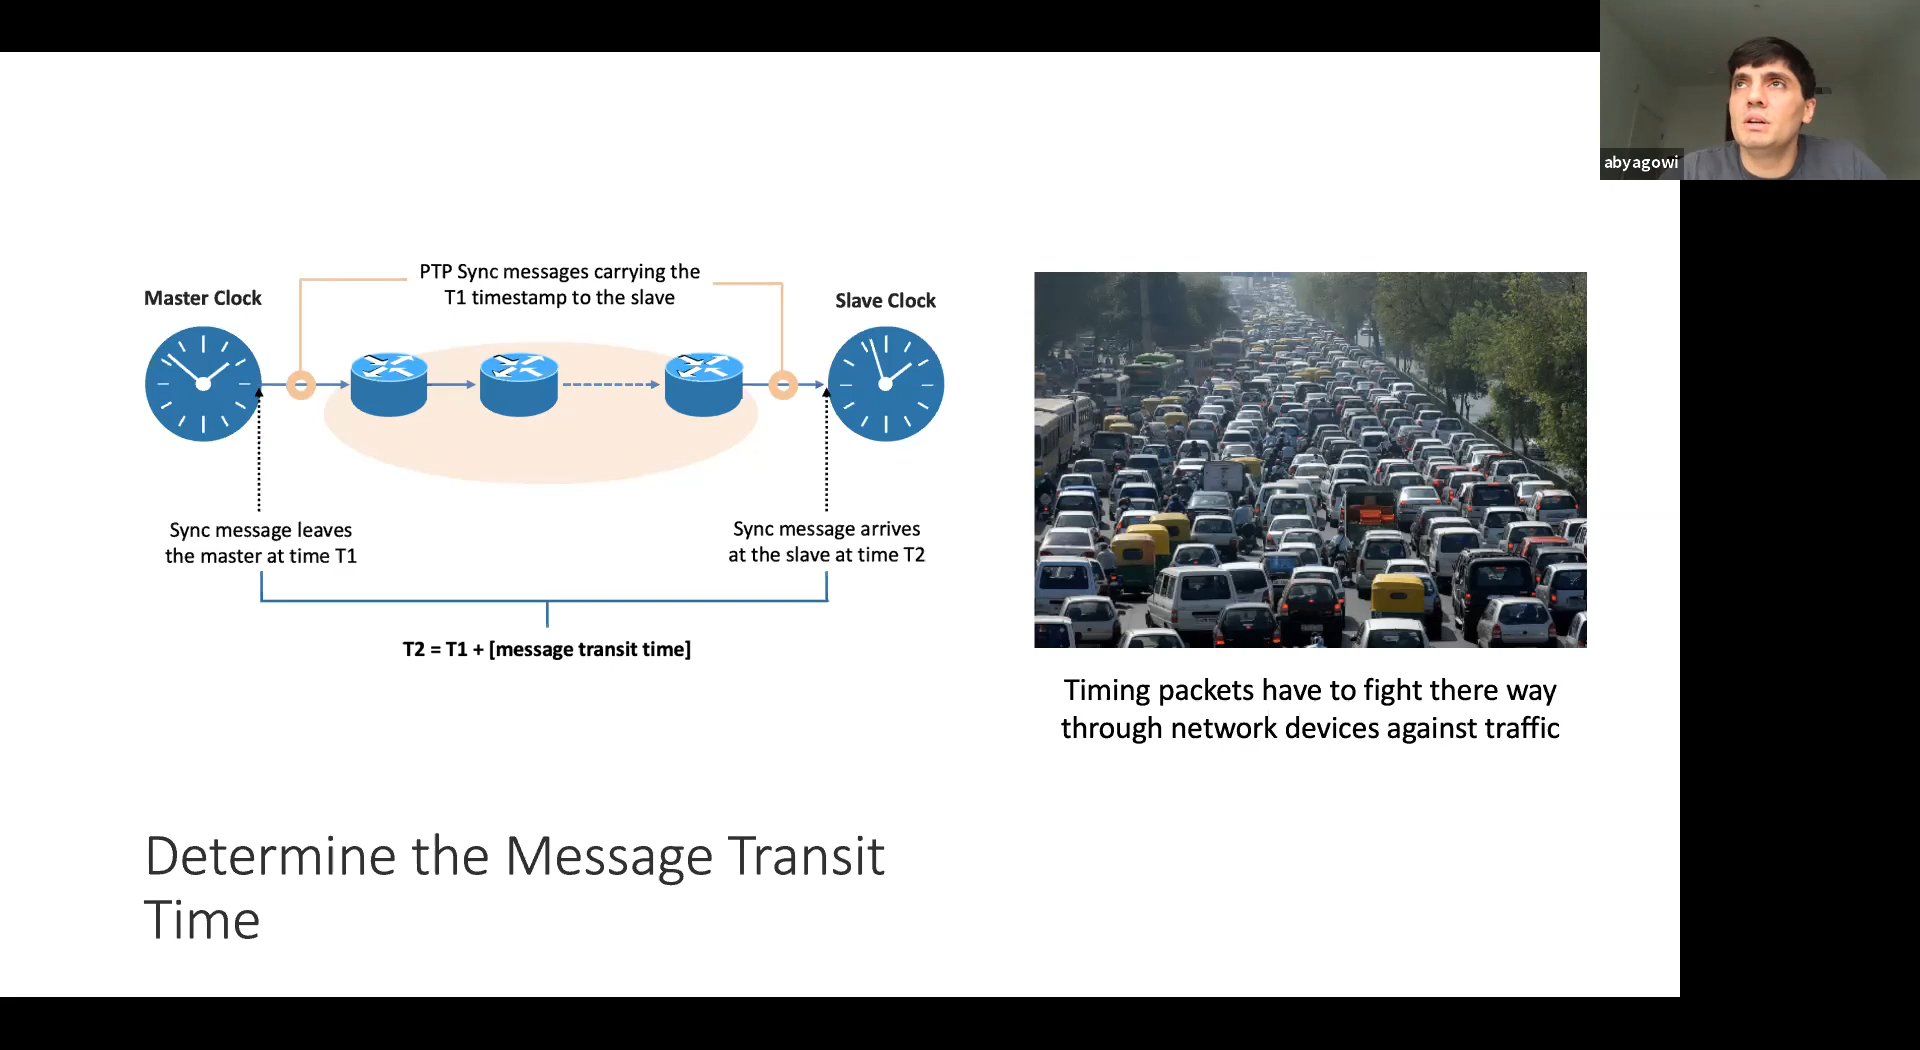 abyagowi
PTP Sync messages carrying the
T1 timestamp to the slave
Master Clock
Slave Clock
Sync message leaves
the master at time T1
Sync message arrives
at the slave at time T2
T2 = T1 + [message transit time]
Timing packets have to fight there way
through network devices against traffic
Determine the Message Transit
Time